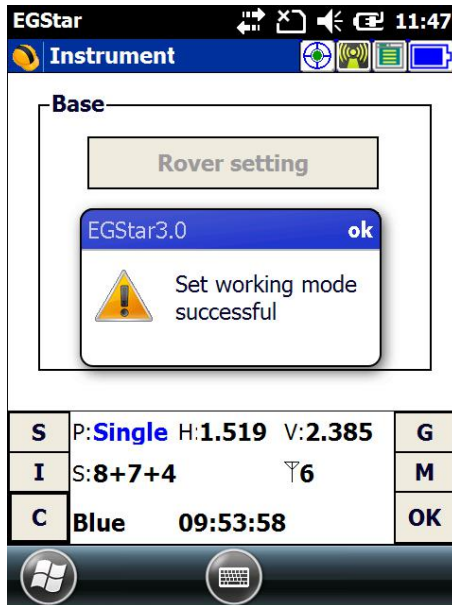 EGStar 11:47
Instrument
Base
Rover setting
EGStar3.0 ok
Set working mode
successful
S P:Single H:1.519 V:2.385 G
I S:8+7+4 6 M
C Blue 09:53:58 OK